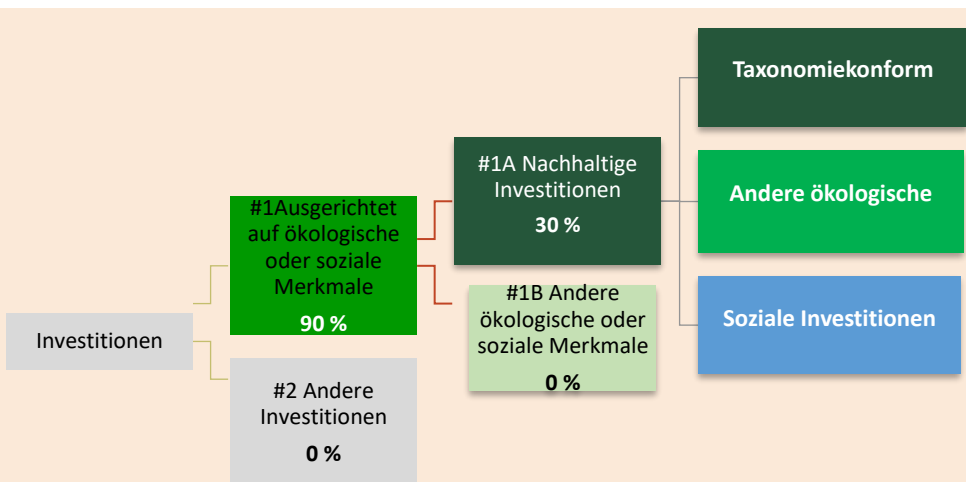 Investitionen
#1Ausgerichtet
auf ökologische
oder soziale
Merkmale
90 %
#2 Andere
Investitionen
0 %
#1A Nachhaltige
Investitionen
30 %
#1B Andere
ökologische oder
soziale Merkmale
0 %
Taxonomiekonform
Andere ökologische
Soziale Investitionen